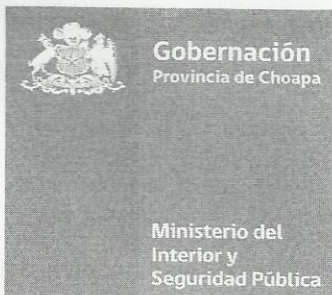 Gobernación
Provincia de Choapa
Ministerio del
Interior y
Seguridad Pública